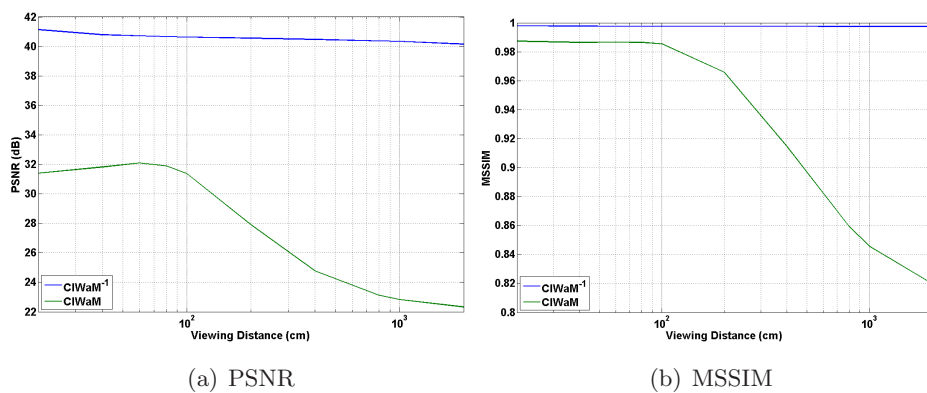 42
40
38
36
34
32
30
28
26
24
22
PSNR (dB)
CIWaM⁻¹
CIWaM
10² 10³
Viewing Distance (cm)
(a) PSNR
1
0.98
0.96
0.94
0.92
0.9
0.88
0.86
0.84
0.82
0.8
MSSIM
CIWaM⁻¹
CIWaM
10² 10³
Viewing Distance (cm)
(b) MSSIM